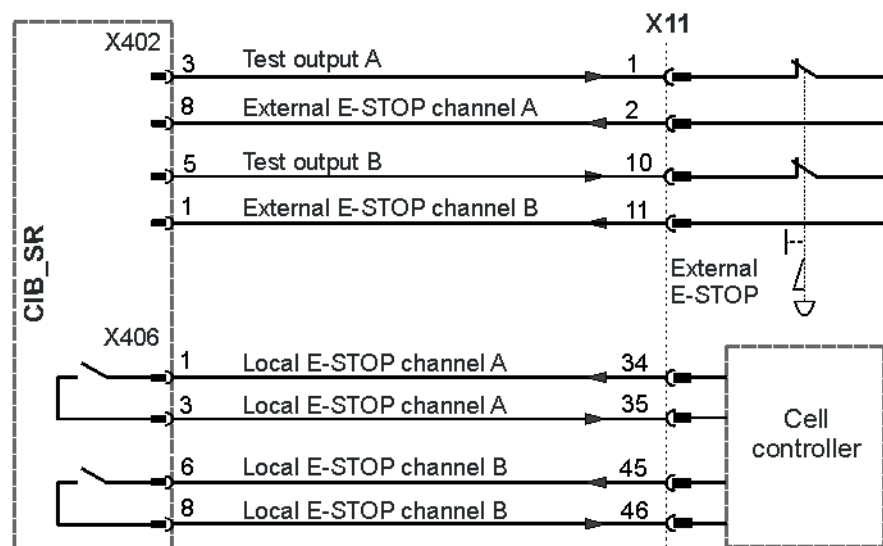 X402
X11
3 Test output A 1
8 External E-STOP channel A 2
5 Test output B 10
1 External E-STOP channel B 11
CIB_SR
External
E-STOP
X406
1 Local E-STOP channel A 34
3 Local E-STOP channel A 35
6 Local E-STOP channel B 45
8 Local E-STOP channel B 46
Cell
controller